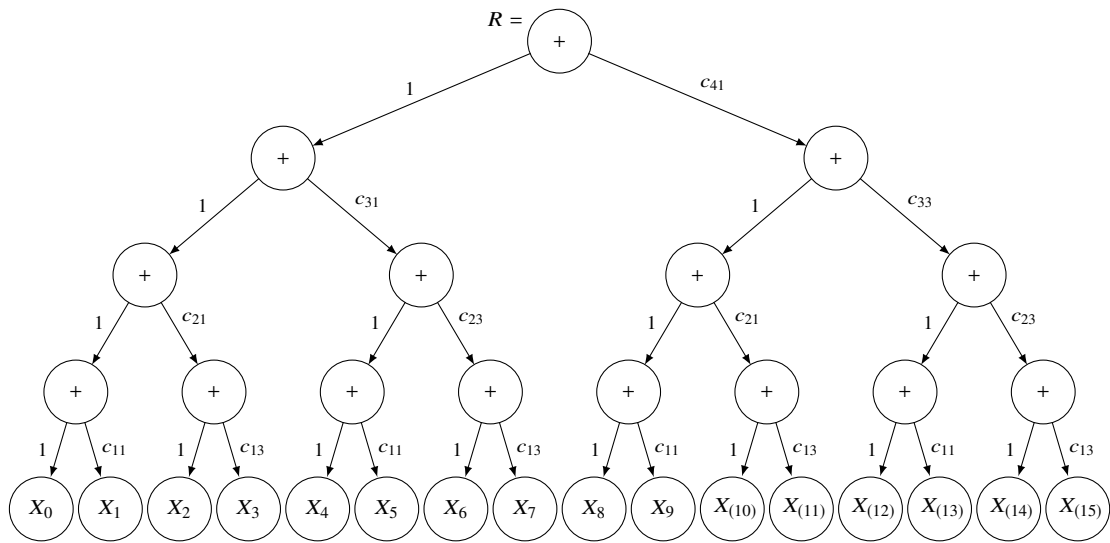 R = +
1 c₄₁
+ +
1 c₃₁ 1 c₃₃
+ + + +
1 c₂₁ 1 c₂₃ 1 c₂₁ 1 c₂₃
+ + + + + + + +
1 c₁₁ 1 c₁₃ 1 c₁₁ 1 c₁₃ 1 c₁₁ 1 c₁₃ 1 c₁₁ 1 c₁₃
X₀ X₁ X₂ X₃ X₄ X₅ X₆ X₇ X₈ X₉ X₍₁₀₎ X₍₁₁₎ X₍₁₂₎ X₍₁₃₎ X₍₁₄₎ X₍₁₅₎